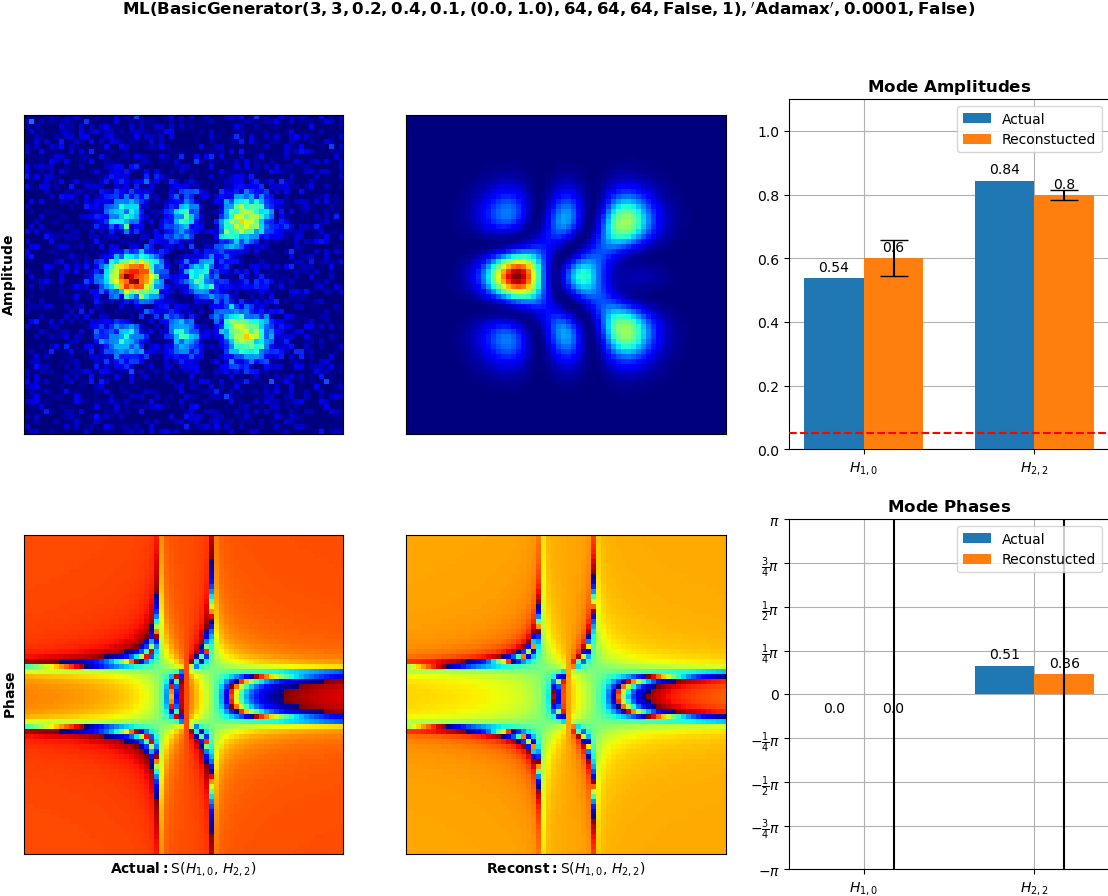 ML(BasicGenerator(3, 3, 0.2, 0.4, 0.1, (0.0, 1.0), 64, 64, 64, False, 1), ′Adamax′, 0.0001, False)
Mode Amplitudes
Actual
Reconstucted
1.0
0.8
0.6
0.4
0.2
0.0
0.54
0.6
0.84
0.8
H1,0
H2,2
Amplitude
Mode Phases
Actual
Reconstucted
π
3/4π
1/2π
1/4π
0
−1/4π
−1/2π
−3/4π
−π
0.0
0.0
0.51
0.36
H1,0
H2,2
Phase
Actual: S(H1,0, H2,2)
Reconst: S(H1,0, H2,2)